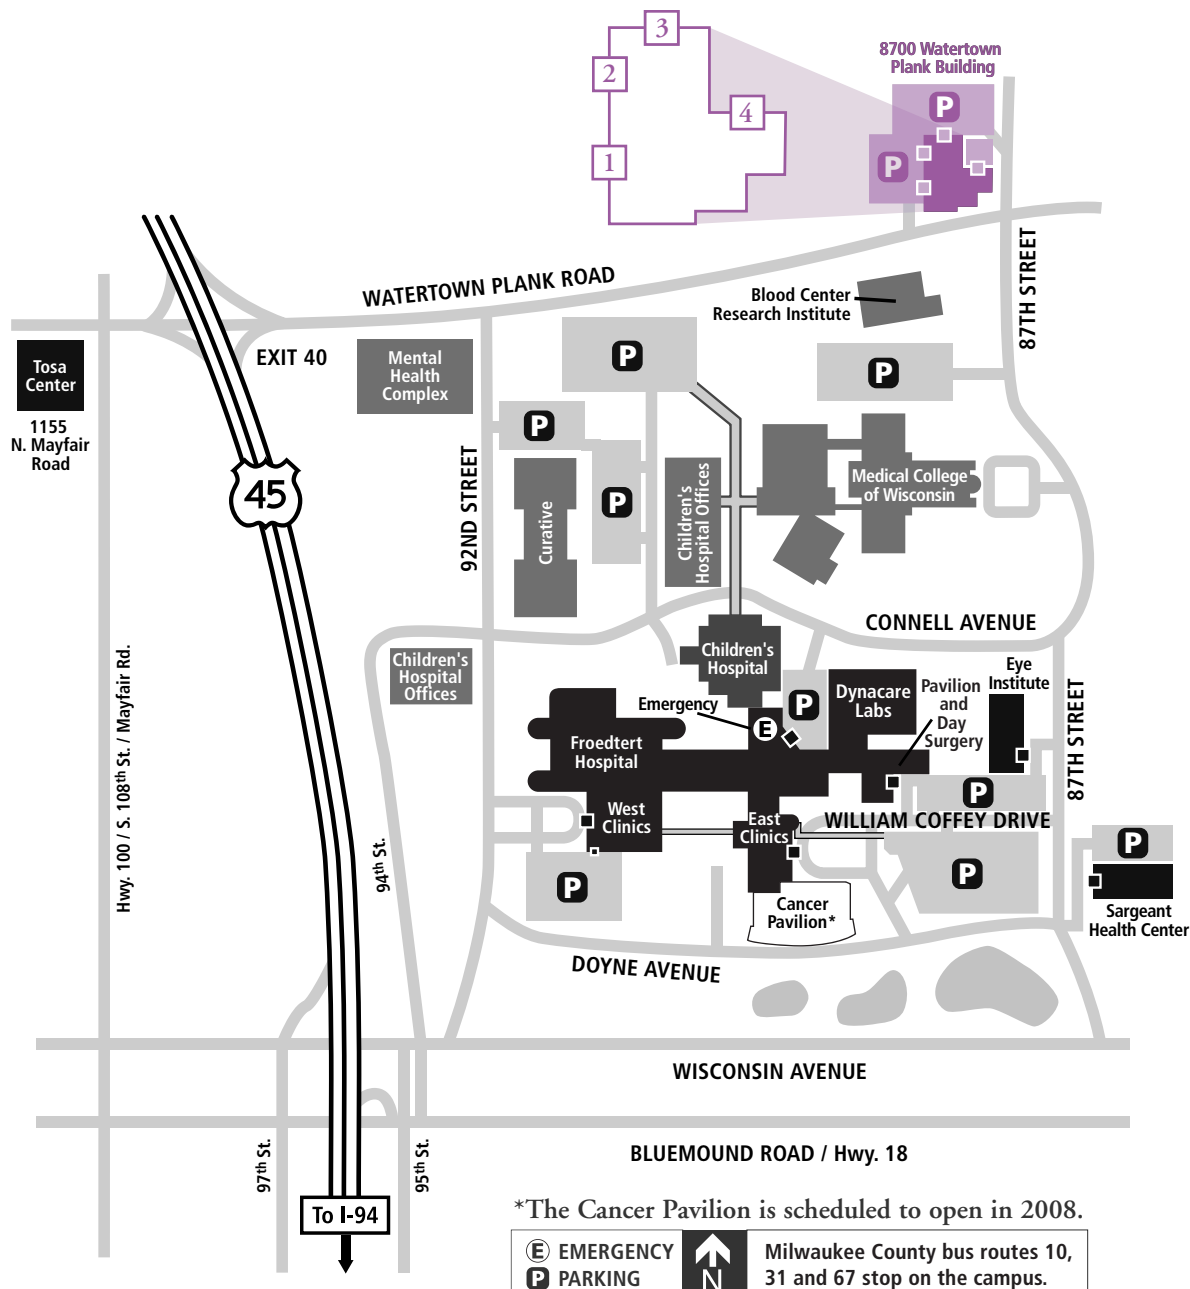 3
2
4
1
8700 Watertown
Plank Building
P
P
WATERTOWN PLANK ROAD
87TH STREET
Blood Center
Research Institute
EXIT 40
Tosa
Center
1155
N. Mayfair
Road
Mental
Health
Complex
P
P
P
P
45
92ND STREET
Curative
Children's
Hospital Offices
Medical College
of Wisconsin
CONNELL AVENUE
Children's
Hospital
Offices
Children's
Hospital
Eye
Institute
Emergency
E
P
Dynacare
Labs
Pavilion
and
Day
Surgery
87TH STREET
Froedtert
Hospital
Hwy. 100 / S. 108th St. / Mayfair Rd.
94th St.
West
Clinics
East
Clinics
P
WILLIAM COFFEY DRIVE
P
P
P
Cancer
Pavilion*
Sargeant
Health Center
DOYNE AVENUE
WISCONSIN AVENUE
97th St.
95th St.
BLUEMOUND ROAD / Hwy. 18
To I-94
*The Cancer Pavilion is scheduled to open in 2008.
E EMERGENCY
P PARKING
N
Milwaukee County bus routes 10,
31 and 67 stop on the campus.